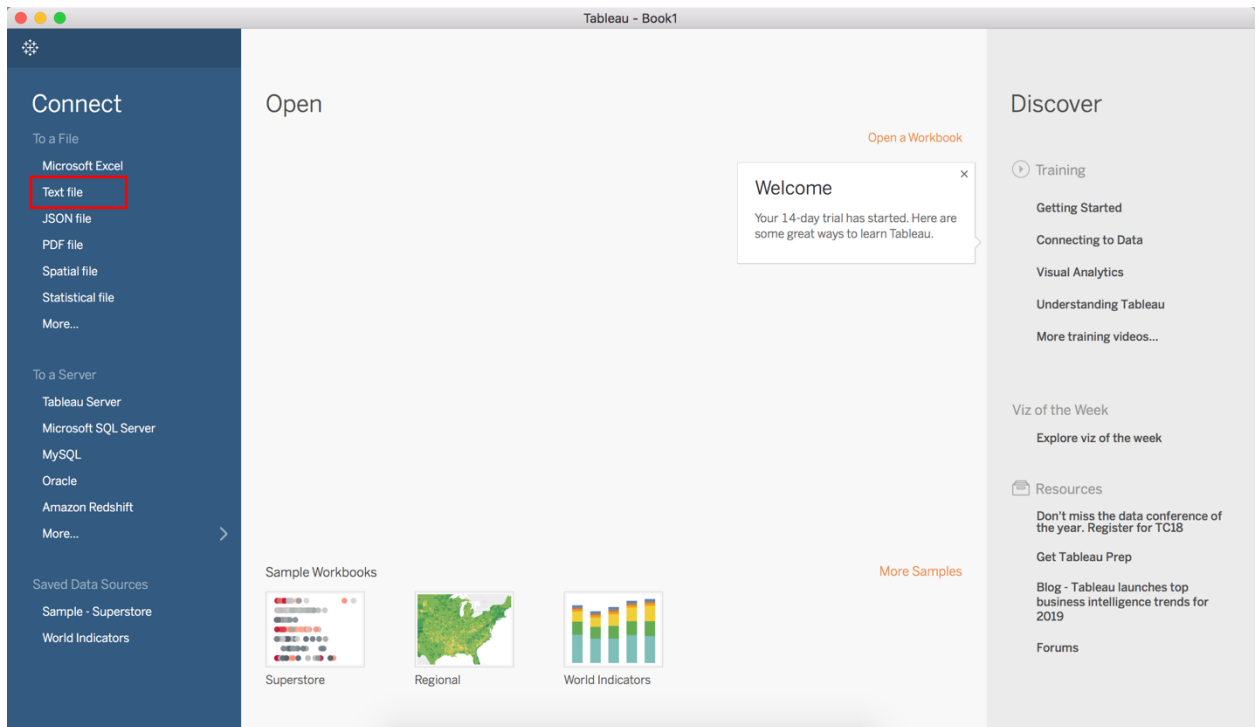 Tableau - Book1
Connect
To a File
Microsoft Excel
Text file
JSON file
PDF file
Spatial file
Statistical file
More...
To a Server
Tableau Server
Microsoft SQL Server
MySQL
Oracle
Amazon Redshift
More...
Saved Data Sources
Sample - Superstore
World Indicators
Open
Open a Workbook
Welcome
Your 14-day trial has started. Here are
some great ways to learn Tableau.
Sample Workbooks
More Samples
Superstore
Regional
World Indicators
Discover
Training
Getting Started
Connecting to Data
Visual Analytics
Understanding Tableau
More training videos...
Viz of the Week
Explore viz of the week
Resources
Don't miss the data conference of
the year. Register for TC18
Get Tableau Prep
Blog - Tableau launches top
business intelligence trends for
2019
Forums